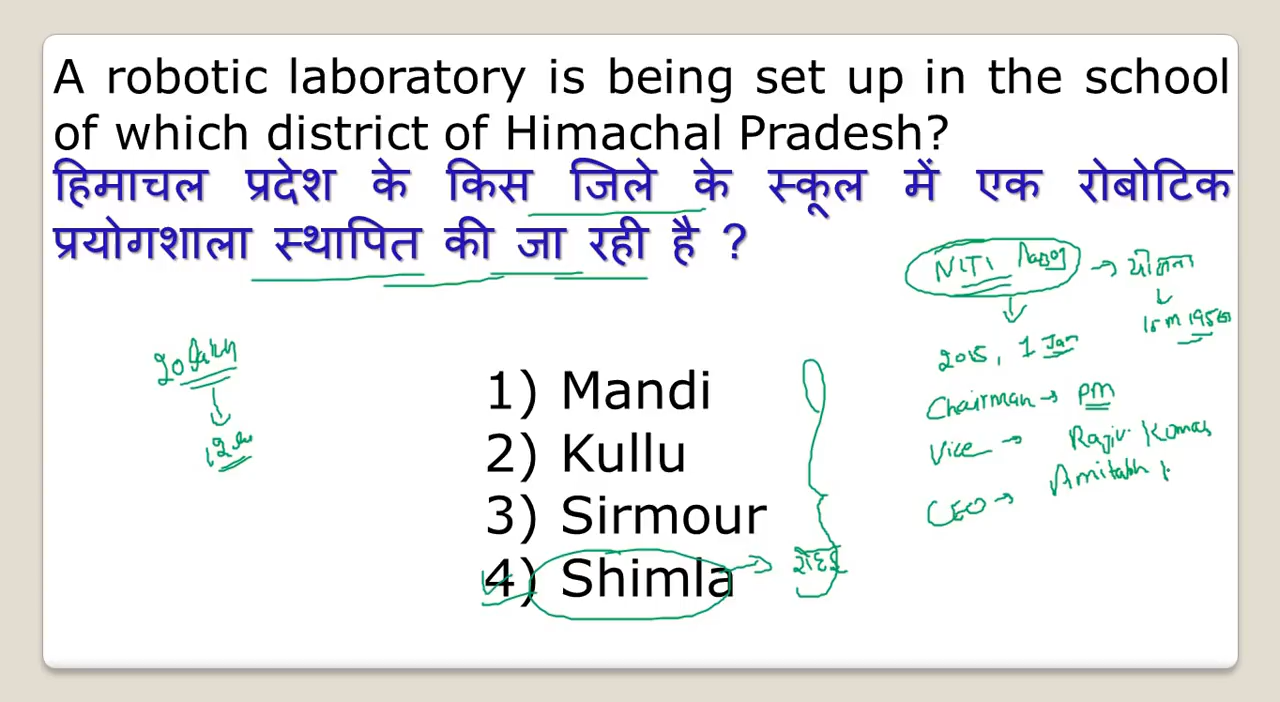 A robotic laboratory is being set up in the school
of which district of Himachal Pradesh?
हिमाचल प्रदेश के किस जिले के स्कूल में एक रोबोटिक
प्रयोगशाला स्थापित की जा रही है ?
NITI → योजना
2015, 1 Jan
Chairman → PM
Vice → Rajiv Kumar
CEO → Amitabh
20
1) Mandi
2) Kullu
3) Sirmour
4) Shimla →